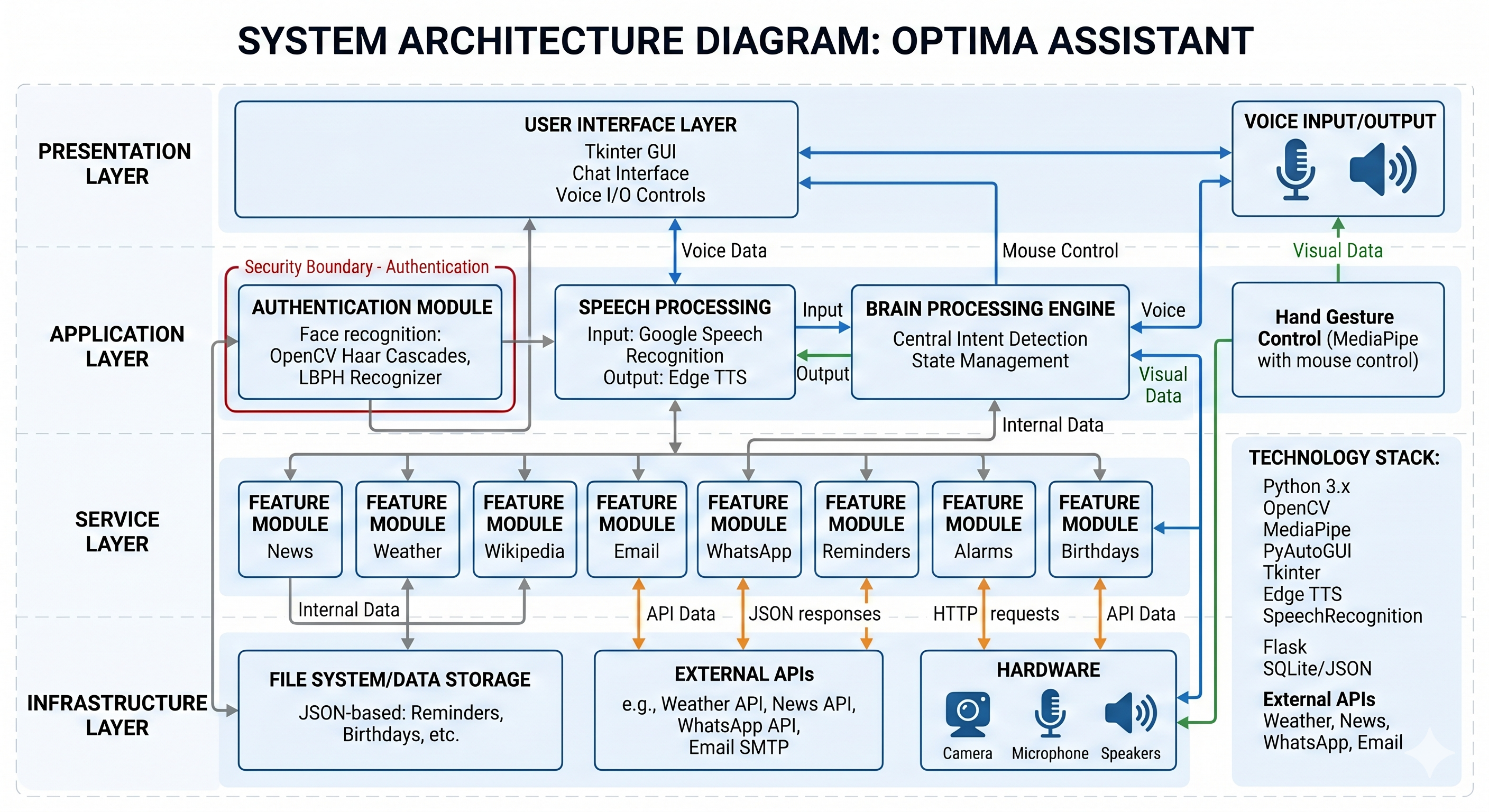 SYSTEM ARCHITECTURE DIAGRAM: OPTIMA ASSISTANT
PRESENTATION
LAYER
USER INTERFACE LAYER
Tkinter GUI
Chat Interface
Voice I/O Controls
VOICE INPUT/OUTPUT
Voice Data
Mouse Control
Visual Data
APPLICATION
LAYER
Security Boundary - Authentication
AUTHENTICATION MODULE
Face recognition:
OpenCV Haar Cascades,
LBPH Recognizer
SPEECH PROCESSING
Input: Google Speech
Recognition
Output: Edge TTS
Input
Output
BRAIN PROCESSING ENGINE
Central Intent Detection
State Management
Voice
Visual
Data
Hand Gesture
Control (MediaPipe
with mouse control)
Internal Data
SERVICE
LAYER
FEATURE
MODULE
News
FEATURE
MODULE
Weather
FEATURE
MODULE
Wikipedia
FEATURE
MODULE
Email
FEATURE
MODULE
WhatsApp
FEATURE
MODULE
Reminders
FEATURE
MODULE
Alarms
FEATURE
MODULE
Birthdays
Internal Data
API Data
JSON responses
HTTP requests
API Data
INFRASTRUCTURE
LAYER
FILE SYSTEM/DATA STORAGE
JSON-based: Reminders,
Birthdays, etc.
EXTERNAL APIs
e.g., Weather API, News API,
WhatsApp API,
Email SMTP
HARDWARE
Camera
Microphone
Speakers
TECHNOLOGY STACK:
Python 3.x
OpenCV
MediaPipe
PyAutoGUI
Tkinter
Edge TTS
SpeechRecognition
Flask
SQLite/JSON
External APIs
Weather, News,
WhatsApp, Email